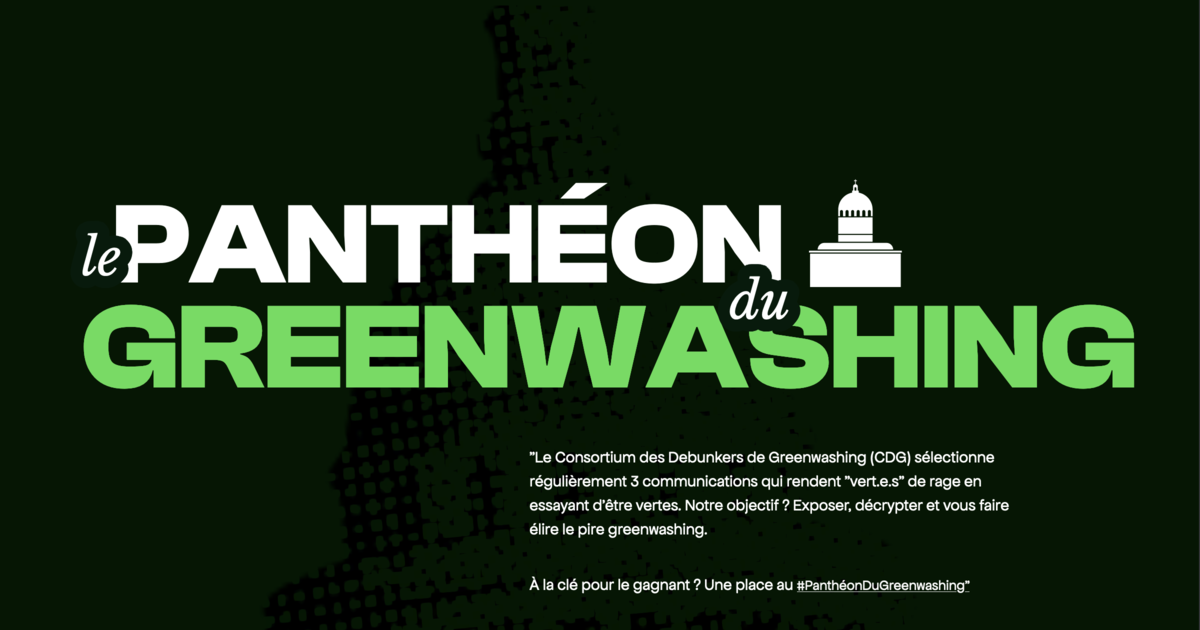 le PANTHÉON
du
GREENWASHING
"Le Consortium des Debunkers de Greenwashing (CDG) sélectionne
régulièrement 3 communications qui rendent "vert.e.s" de rage en
essayant d'être vertes. Notre objectif ? Exposer, décrypter et vous faire
élire le pire greenwashing.
À la clé pour le gagnant ? Une place au #PanthéonDuGreenwashing"